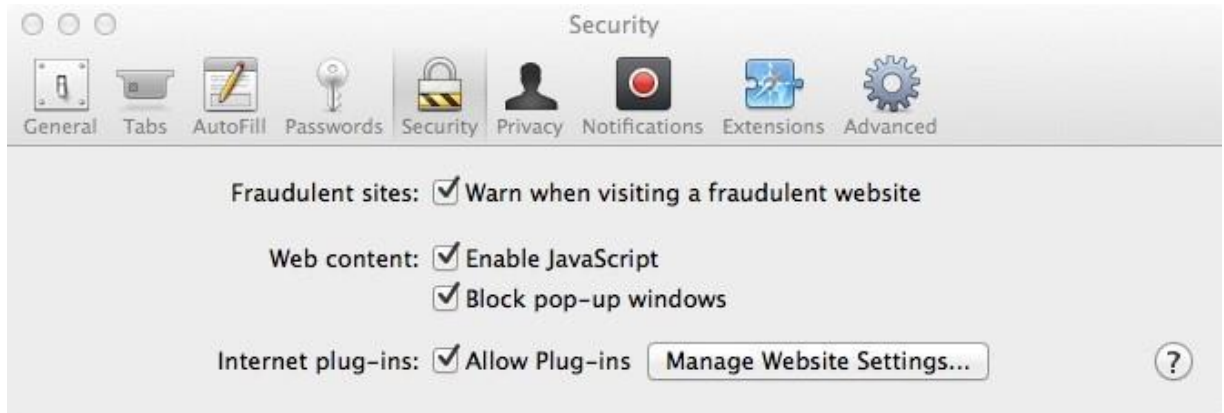 Security
General Tabs AutoFill Passwords Security Privacy Notifications Extensions Advanced
Fraudulent sites: Warn when visiting a fraudulent website
Web content: Enable JavaScript
Block pop-up windows
Internet plug-ins: Allow Plug-ins Manage Website Settings... ?